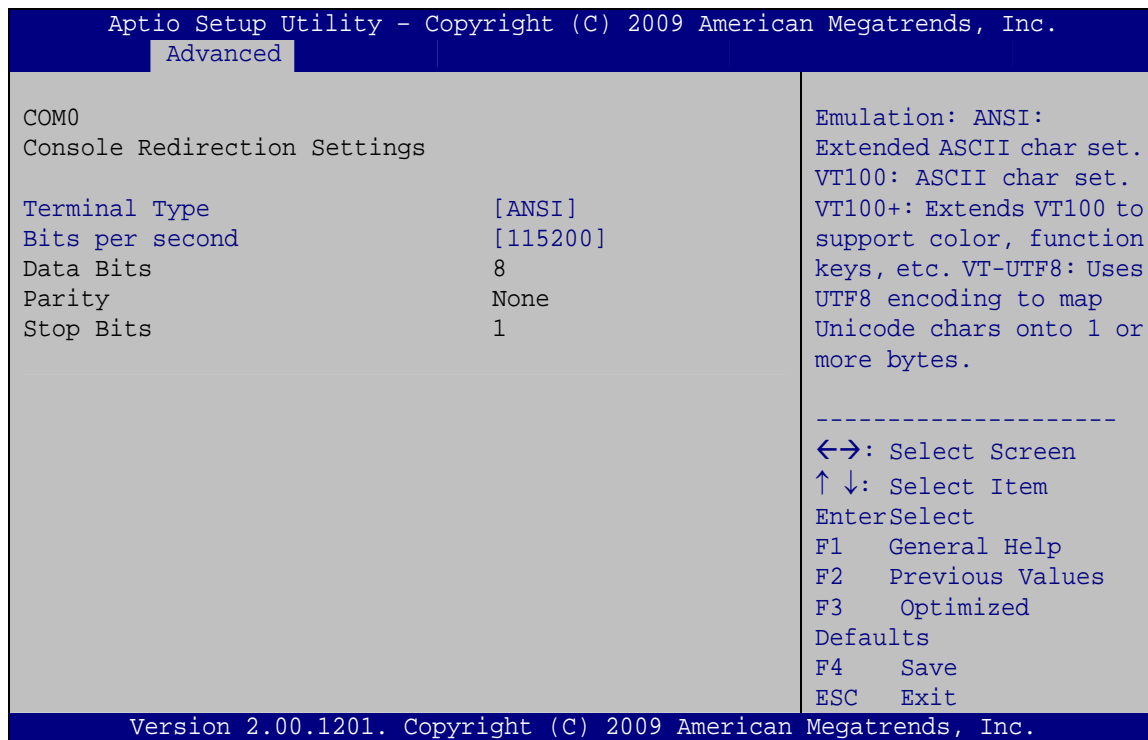 Aptio Setup Utility – Copyright (C) 2009 American Megatrends, Inc.
Advanced
COM0
Console Redirection Settings
Terminal Type [ANSI]
Bits per second [115200]
Data Bits 8
Parity None
Stop Bits 1
Emulation: ANSI:
Extended ASCII char set.
VT100: ASCII char set.
VT100+: Extends VT100 to
support color, function
keys, etc. VT-UTF8: Uses
UTF8 encoding to map
Unicode chars onto 1 or
more bytes.
---------------------
←→: Select Screen
↑ ↓: Select Item
EnterSelect
F1 General Help
F2 Previous Values
F3 Optimized
Defaults
F4 Save
ESC Exit
Version 2.00.1201. Copyright (C) 2009 American Megatrends, Inc.